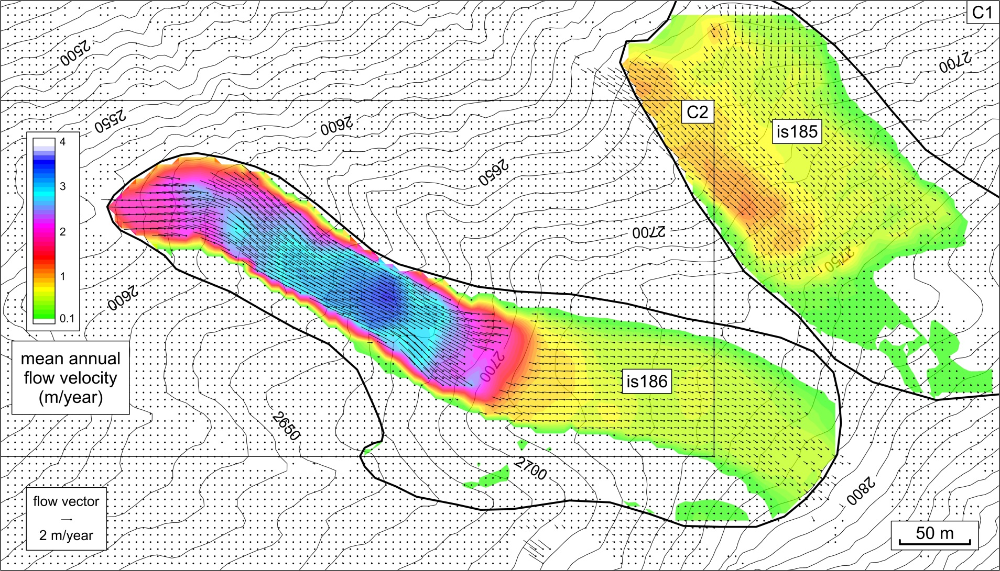 C1
2500
2700
C2
2550
2600
is185
4
3
2
1
0.1
2650
2700
2750
2600
mean annual
flow velocity
(m/year)
2700
is186
2650
2700
2800
flow vector
2 m/year
50 m